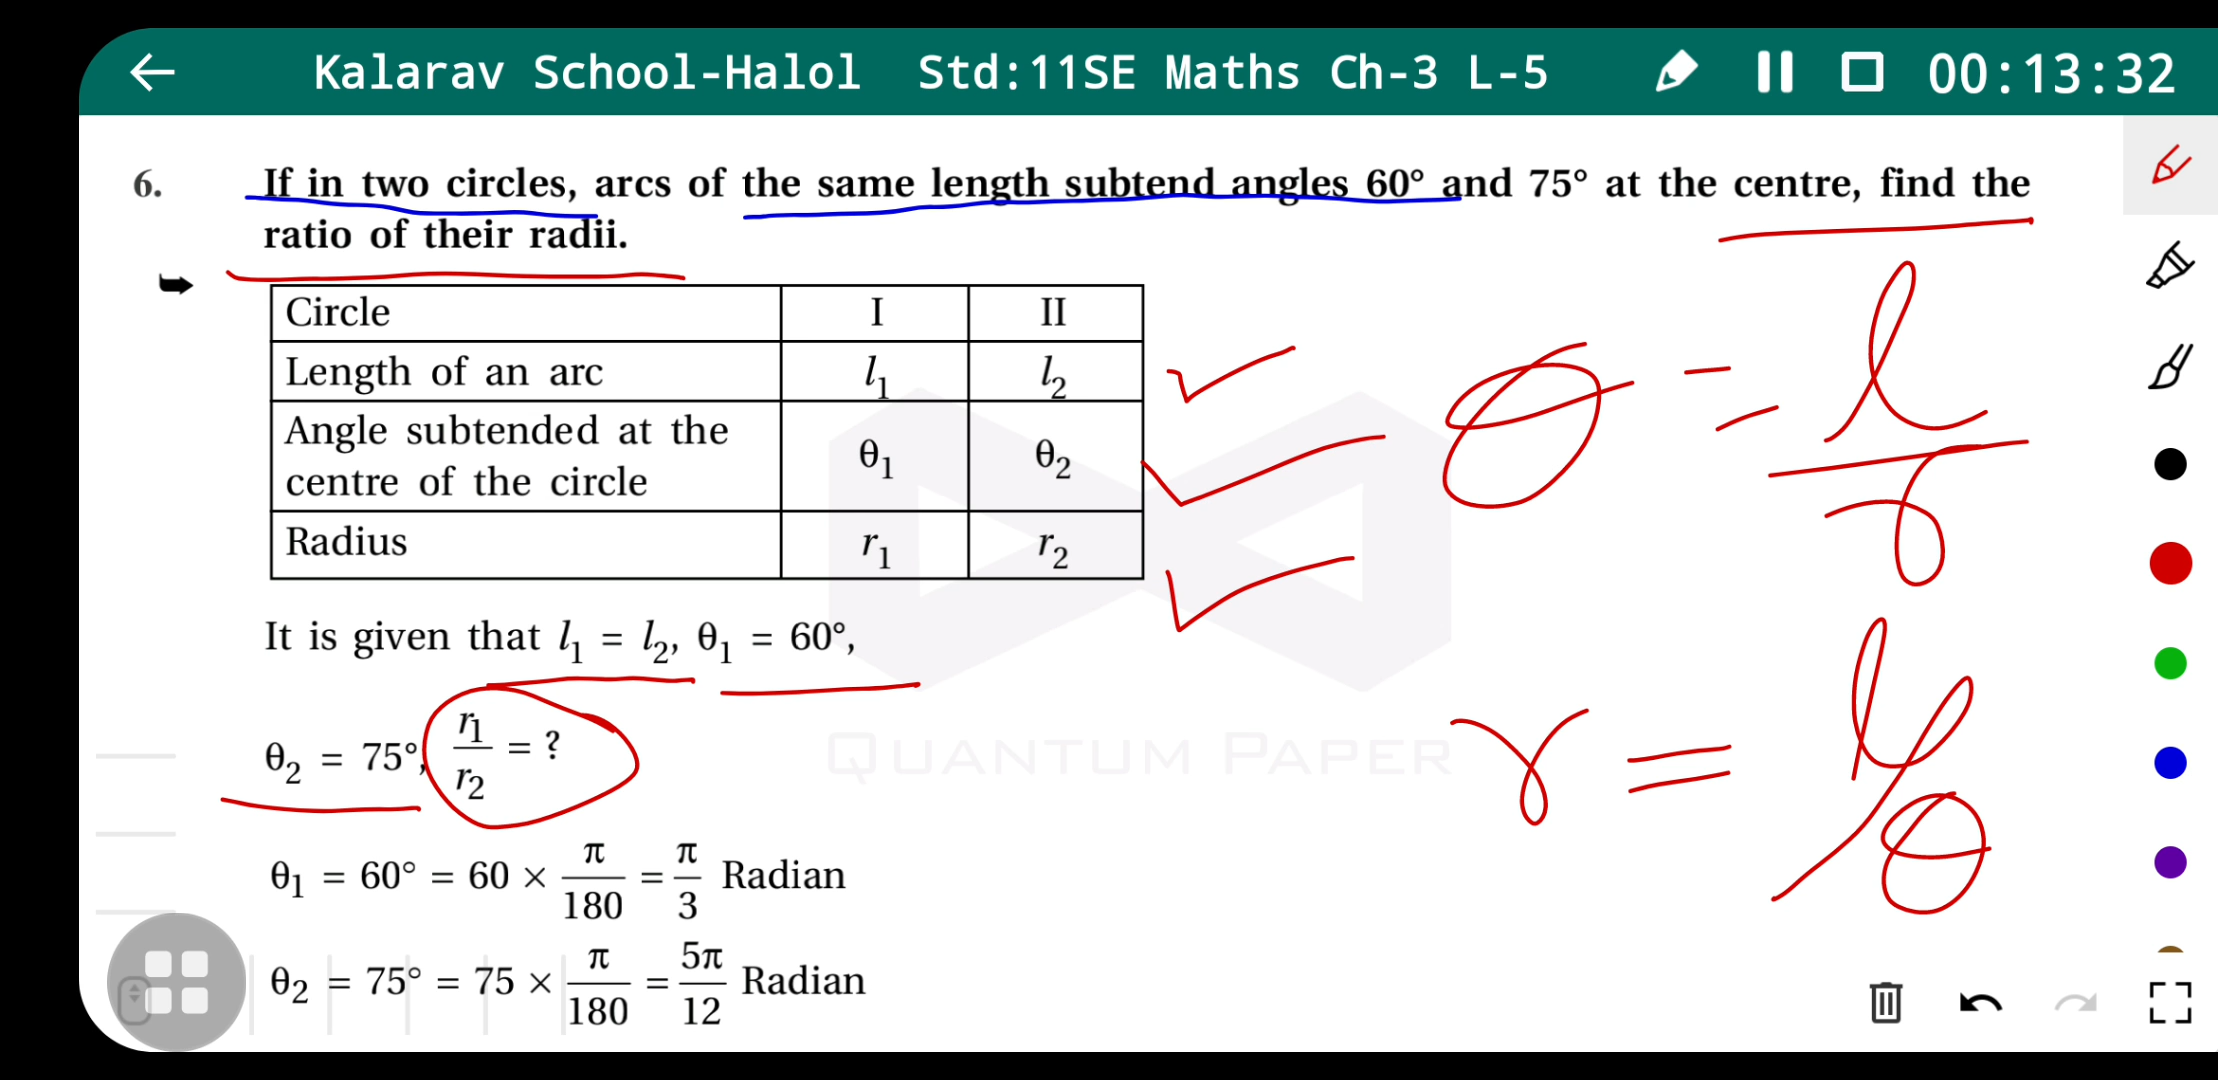 Kalarav School-Halol Std:11SE Maths Ch-3 L-5 00:13:32
6. If in two circles, arcs of the same length subtend angles 60° and 75° at the centre, find the
ratio of their radii.
Circle I II
Length of an arc l₁ l₂
Angle subtended at the
centre of the circle θ₁ θ₂
Radius r₁ r₂
θ = l/r
It is given that l₁ = l₂, θ₁ = 60°,
θ₂ = 75°, r₁/r₂ = ?
r = l/θ
QUANTUM PAPER
θ₁ = 60° = 60 × π/180 = π/3 Radian
θ₂ = 75° = 75 × π/180 = 5π/12 Radian